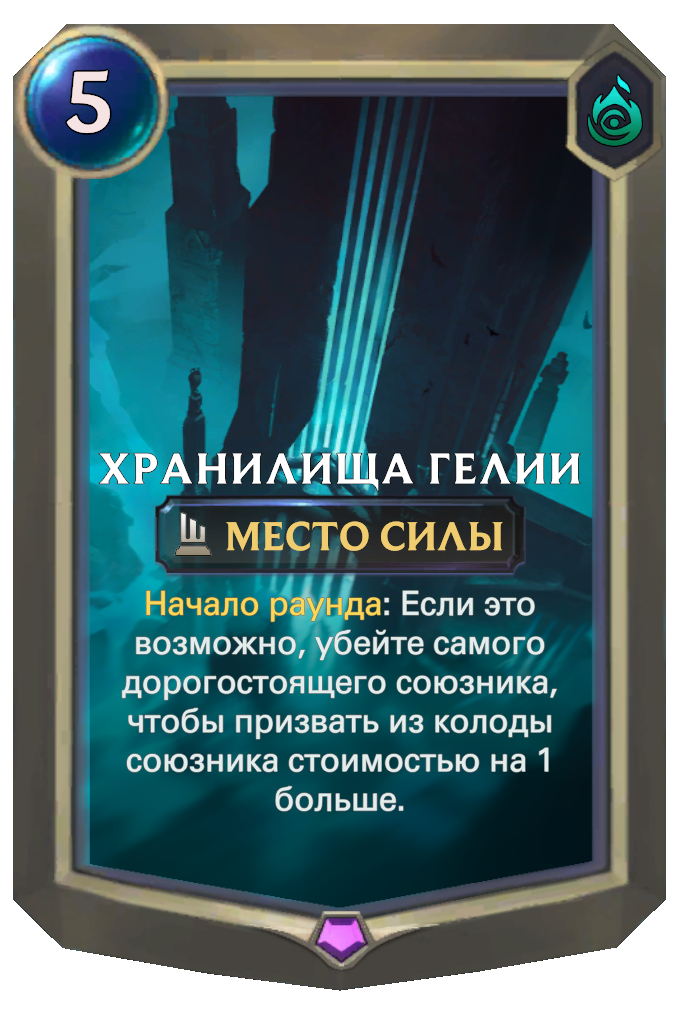 5
ХРАНИЛИЩА ГЕЛИИ
МЕСТО СИЛЫ
Начало раунда: Если это
возможно, убейте самого
дорогостоящего союзника,
чтобы призвать из колоды
союзника стоимостью на 1
больше.